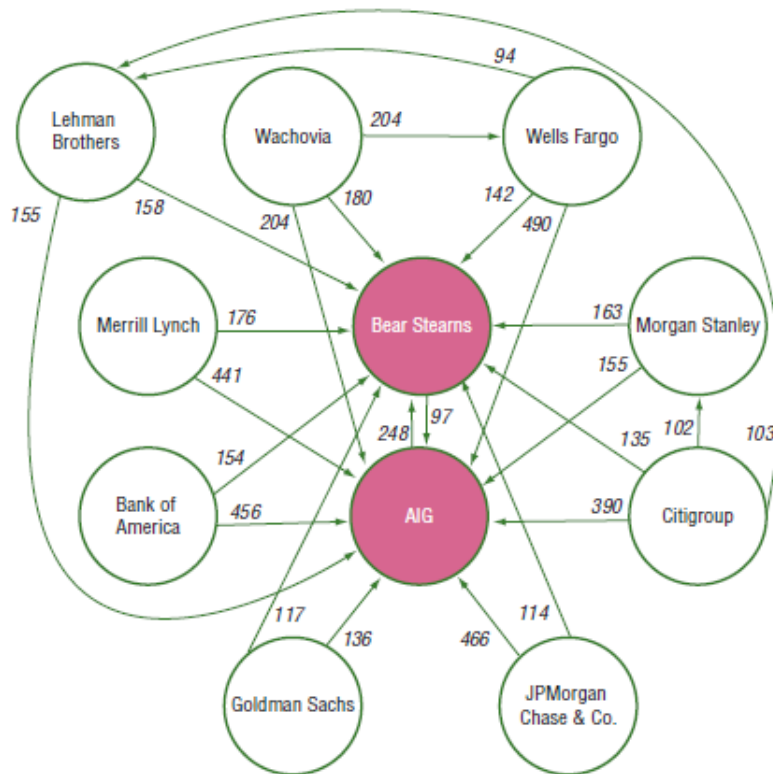 94
Lehman
Brothers
Wachovia
204
Wells Fargo
155
158
204
180
142
490
Merrill Lynch
176
Bear Stearns
163
Morgan Stanley
441
155
97
248
154
135
102
103
Bank of
America
456
AIG
390
Citigroup
117
136
466
114
Goldman Sachs
JPMorgan
Chase & Co.